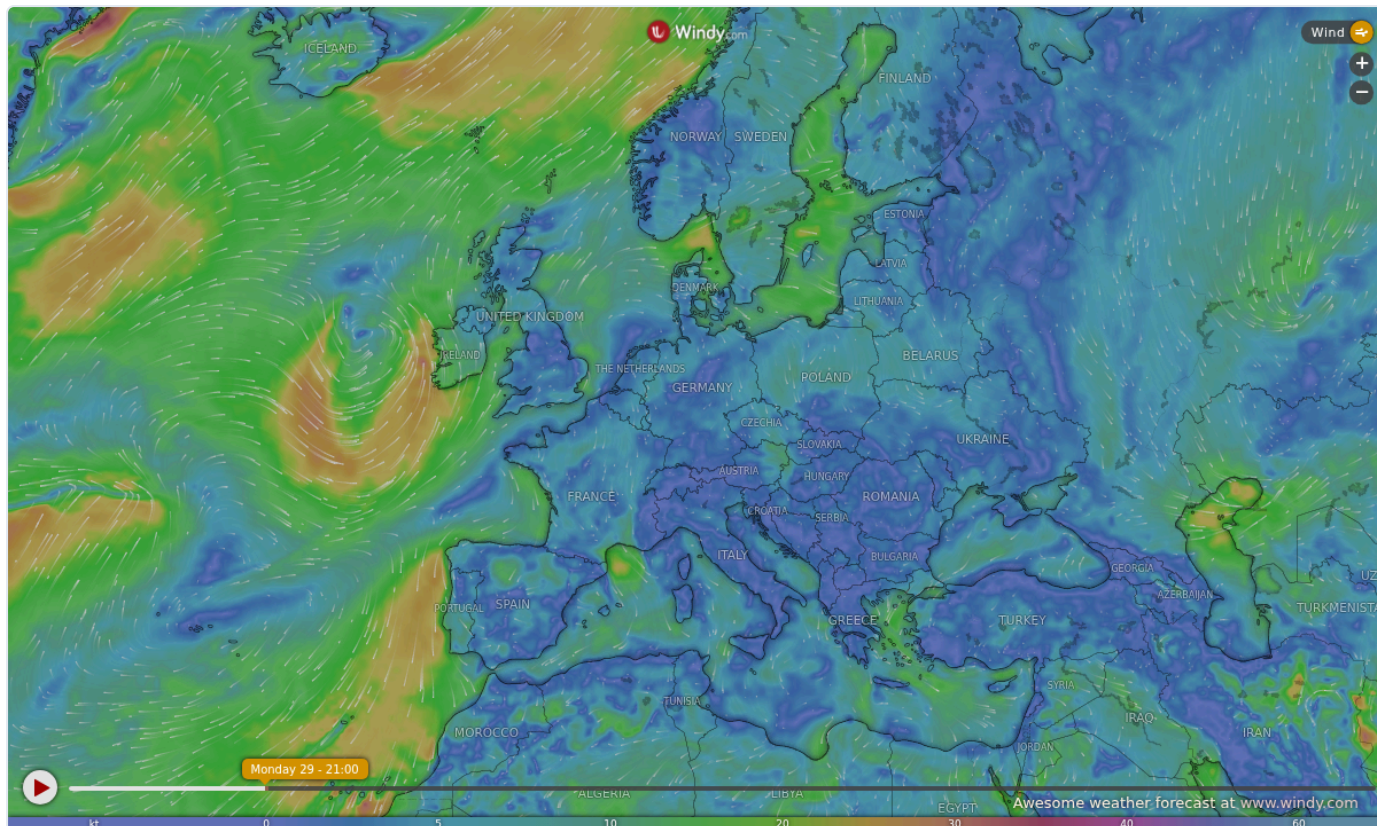 ICELAND
Windy.com
Wind
+
−
FINLAND
NORWAY
SWEDEN
ESTONIA
LATVIA
DENMARK
LITHUANIA
UNITED KINGDOM
IRELAND
BELARUS
THE NETHERLANDS
POLAND
GERMANY
CZECHIA
UKRAINE
SLOVAKIA
AUSTRIA
HUNGARY
FRANCE
ROMANIA
CROATIA
SERBIA
ITALY
BULGARIA
GEORGIA
UZ
AZERBAIJAN
PORTUGAL
SPAIN
TURKMENISTA
GREECE
TURKEY
SYRIA
TUNISIA
IRAQ
MOROCCO
IRAN
JORDAN
Monday 29 - 21:00
ALGERIA
LIBYA
EGYPT
Awesome weather forecast at www.windy.com
kt 0 5 10 20 30 40 60